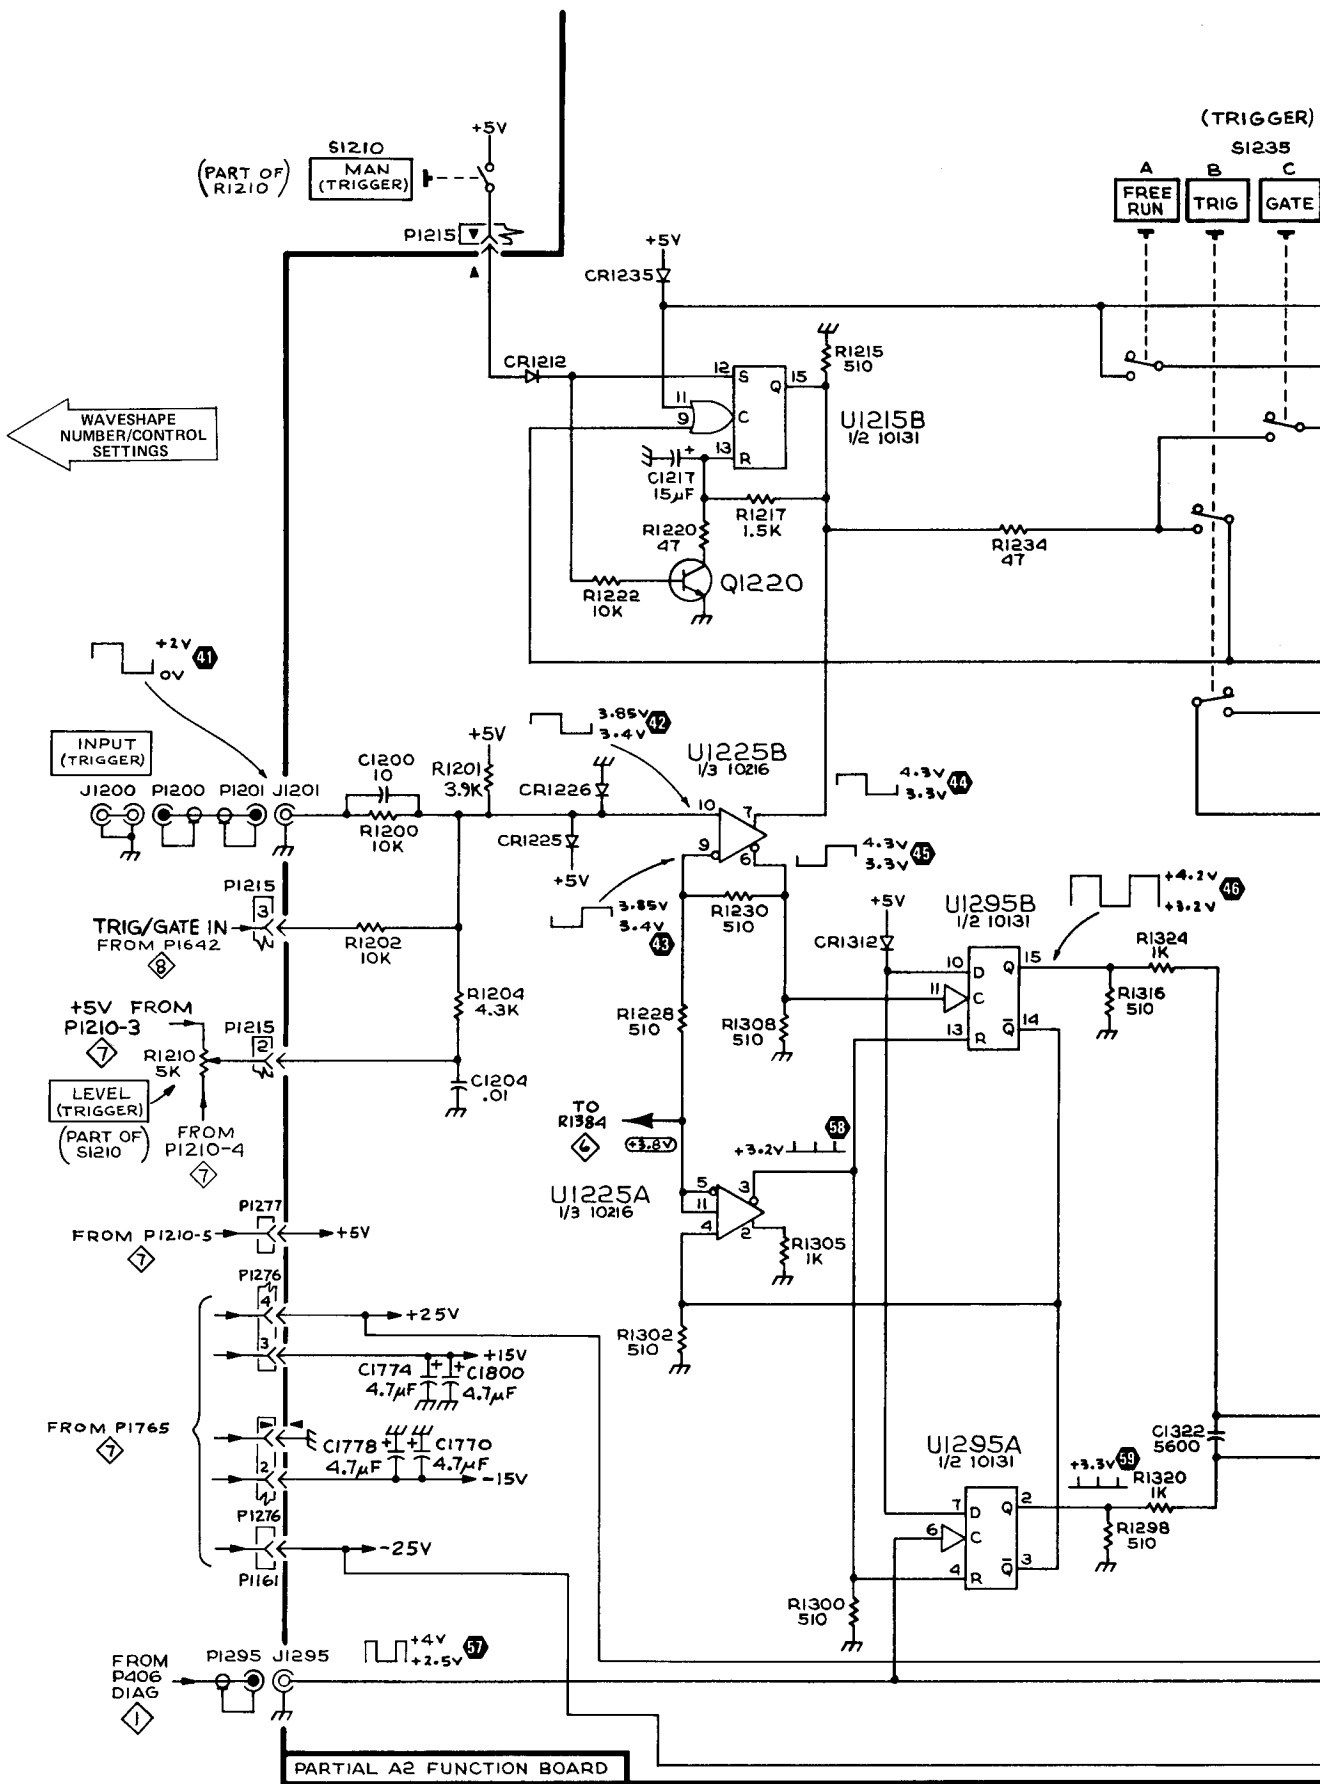 (TRIGGER)
S1235
A B C
FREE RUN
TRIG
GATE
+5V
S1210
MAN
(TRIGGER)
(PART OF
R1210)
P1215
+5V
CR1235
R1215
510
CR1212
12 S Q 15
11
9 C
13 R
U1215B
1/2 10131
WAVESHAPE
NUMBER/CONTROL
SETTINGS
C1217
15µF
R1220
47
R1217
1.5K
R1234
47
R1222
10K
Q1220
+2V
0V
41
INPUT
(TRIGGER)
J1200 P1200 P1201 J1201
C1200
10
R1200
10K
R1201
3.9K
+5V
CR1226
CR1225
+5V
3.85V
3.4V
42
U1225B
1/3 10216
10
9
7
6
4.3V
3.3V
44
4.3V
3.3V
45
3.85V
3.4V
43
R1230
510
P1215
3
TRIG/GATE IN
FROM P1642
8
R1202
10K
R1204
4.3K
+5V FROM
P1210-3
7
P1215
2
R1210
5K
LEVEL
(TRIGGER)
(PART OF
S1210)
FROM
P1210-4
7
C1204
.01
R1228
510
R1308
510
+5V
CR1312
U1295B
1/2 10131
10 D Q 15
11 C
13 R Q 14
+4.2V
+3.2V
46
R1324
1K
R1316
510
TO
R1384
6
+3.8V
+3.2V
58
U1225A
1/3 10216
5
11
4
3
2
R1305
1K
R1302
510
P1277
FROM P1210-5
7
+5V
P1276
4
+25V
3
+15V
C1774
4.7µF
C1800
4.7µF
FROM P1765
7
C1778
4.7µF
C1770
4.7µF
2
-15V
P1276
-25V
P1161
C1322
5600
U1295A
1/2 10131
7 D Q 2
6 C
4 R Q 3
+3.3V
59
R1320
1K
R1298
510
R1300
510
FROM
P406
DIAG
1
P1295 J1295
+4V
+2.5V
57
PARTIAL A2 FUNCTION BOARD